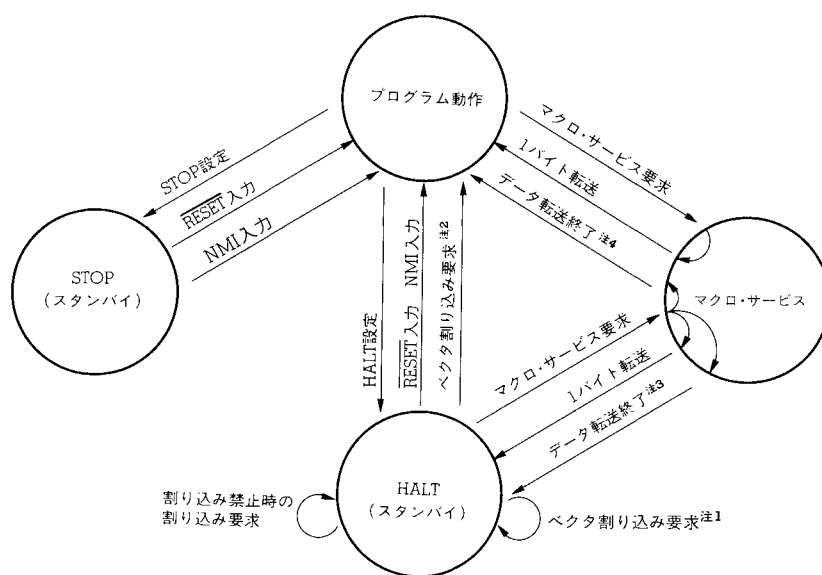 プログラム動作
マクロ・サービス要求
1バイト転送
データ転送終了注4
STOP設定
RESET入力
NMI入力
STOP
(スタンバイ)
マクロ・サービス
HALT設定
RESET入力 NMI入力
ベクタ割り込み要求注2
マクロ・サービス要求
1バイト転送
データ転送終了注3
HALT
(スタンバイ)
割り込み禁止時の
割り込み要求
ベクタ割り込み要求注1